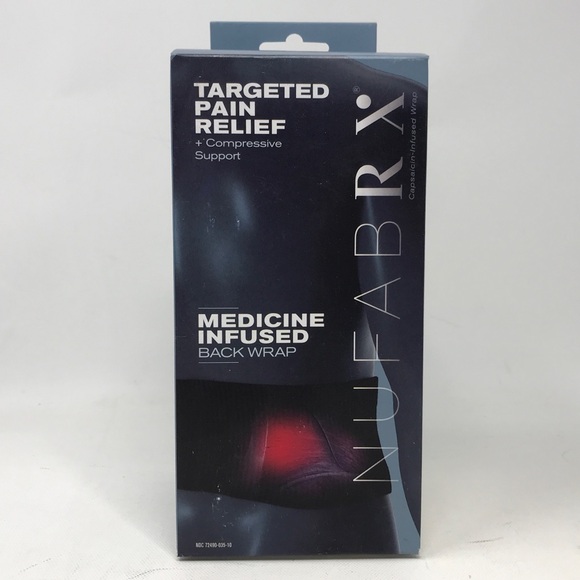 TARGETED
PAIN
RELIEF
+ Compressive
Support
NUFABRX®
Capsaicin-Infused Wrap
MEDICINE
INFUSED
BACK WRAP